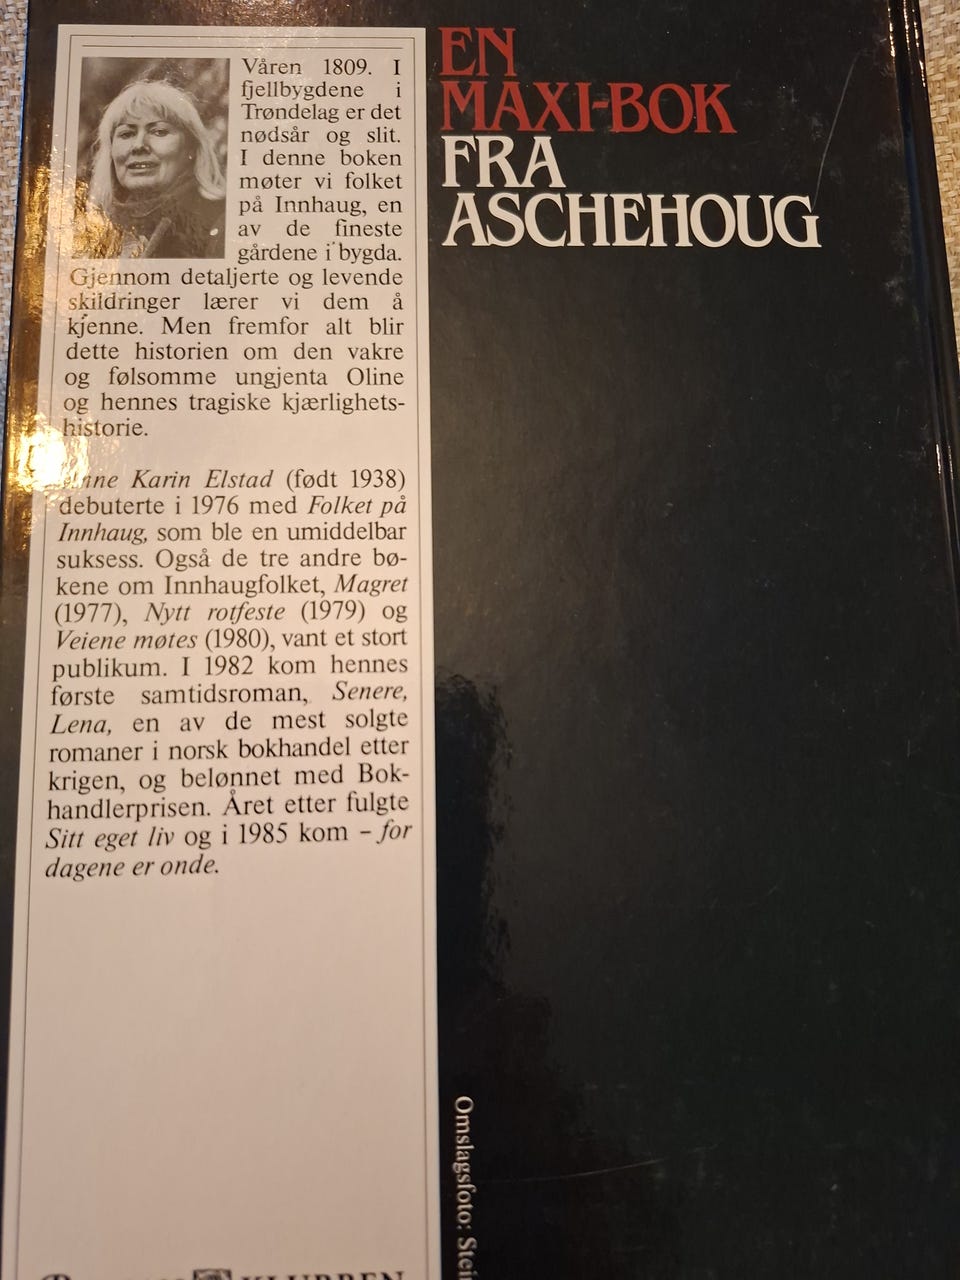 Våren 1809. I
fjellbygdene i
Trøndelag er det
nødsår og slit.
I denne boken
møter vi folket
på Innhaug, en
av de fineste
gårdene i bygda.
Gjennom detaljerte og levende
skildringer lærer vi dem å
kjenne. Men fremfor alt blir
dette historien om den vakre
og følsomme ungjenta Oline
og hennes tragiske kjærlighets-
historie.
Anne Karin Elstad (født 1938)
debuterte i 1976 med Folket på
Innhaug, som ble en umiddelbar
suksess. Også de tre andre bø-
kene om Innhaugfolket, Magret
(1977), Nytt rotfeste (1979) og
Veiene møtes (1980), vant et stort
publikum. I 1982 kom hennes
første samtidsroman, Senere,
Lena, en av de mest solgte
romaner i norsk bokhandel etter
krigen, og belønnet med Bok-
handlerprisen. Året etter fulgte
Sitt eget liv og i 1985 kom – for
dagene er onde.
EN
MAXI-BOK
FRA
ASCHEHOUG
Omslagsfoto: